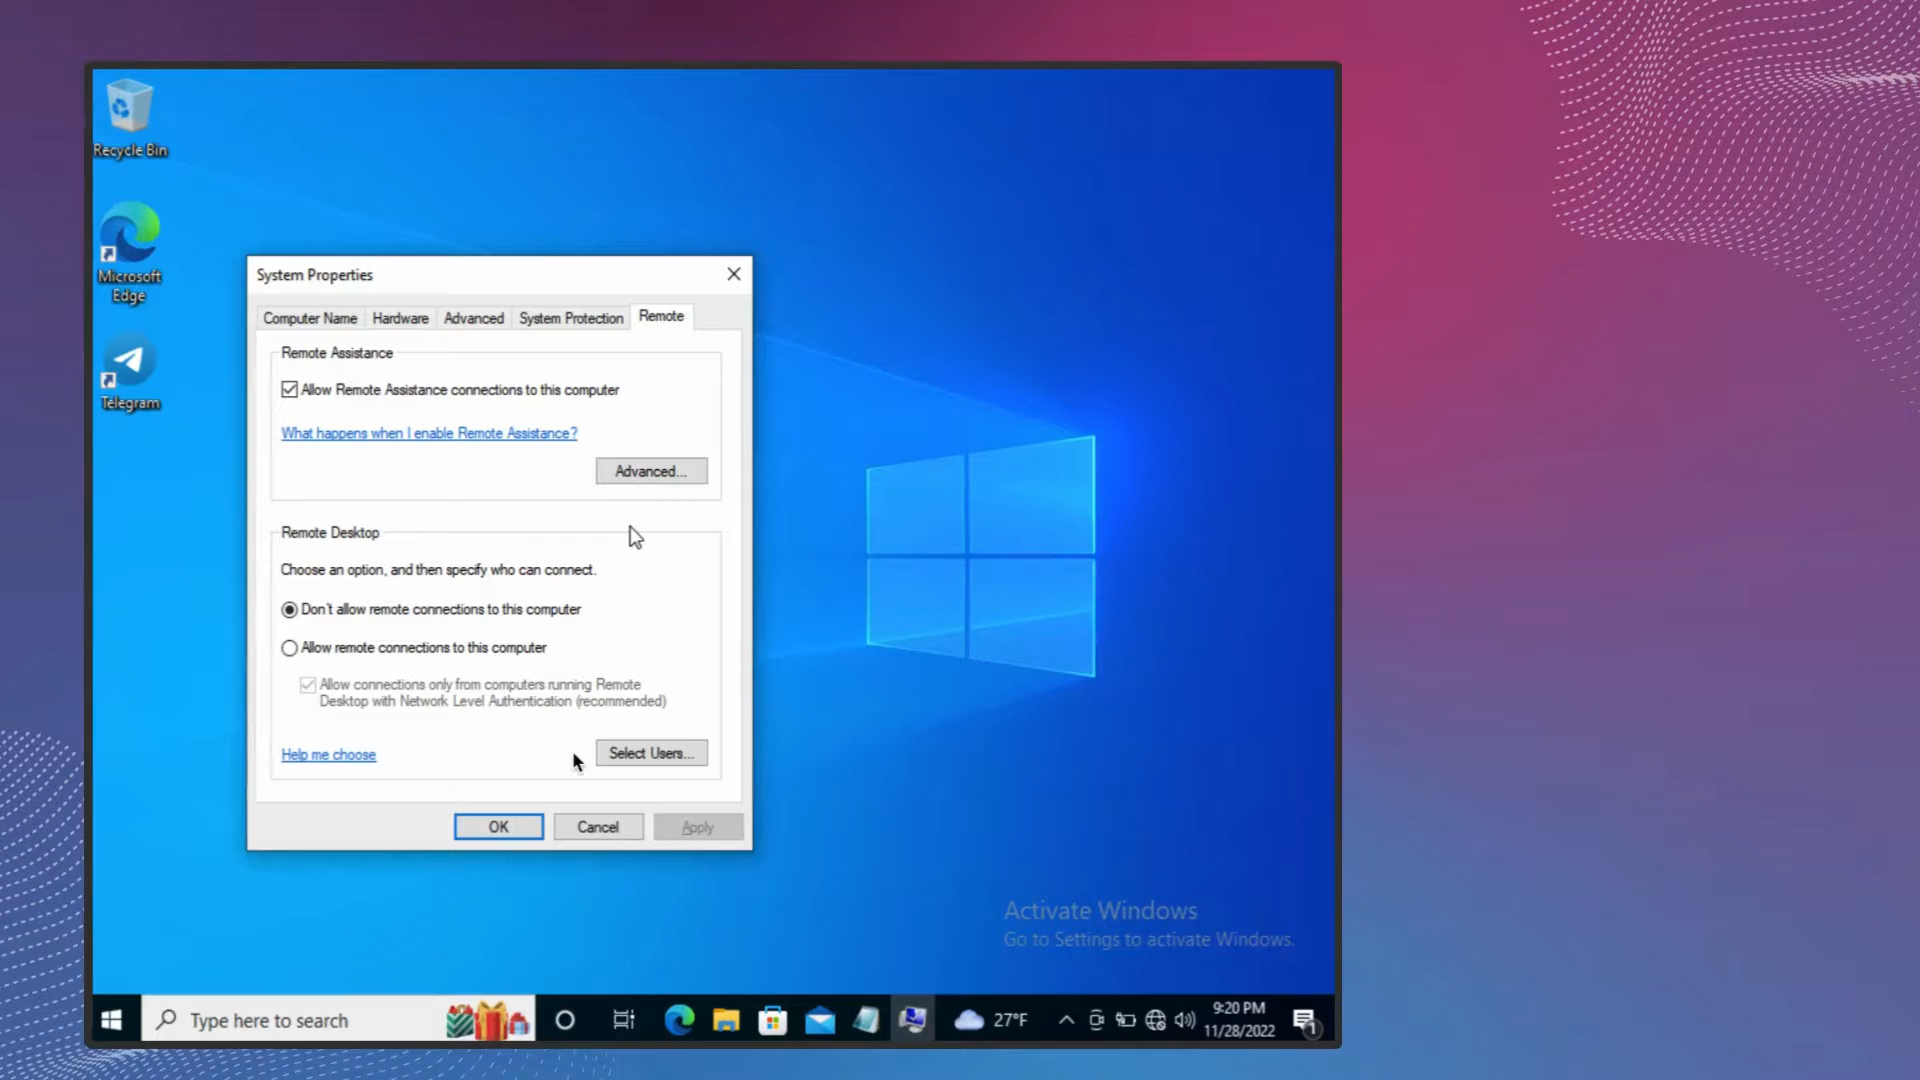 Recycle Bin
Microsoft
Edge
Telegram
System Properties
Computer Name
Hardware
Advanced
System Protection
Remote
Remote Assistance
Allow Remote Assistance connections to this computer
What happens when I enable Remote Assistance?
Advanced...
Remote Desktop
Choose an option, and then specify who can connect.
Don't allow remote connections to this computer
Allow remote connections to this computer
Allow connections only from computers running Remote
Desktop with Network Level Authentication (recommended)
Help me choose
Select Users...
OK
Cancel
Apply
Activate Windows
Go to Settings to activate Windows.
Type here to search
27°F
9:20 PM
11/28/2022
1